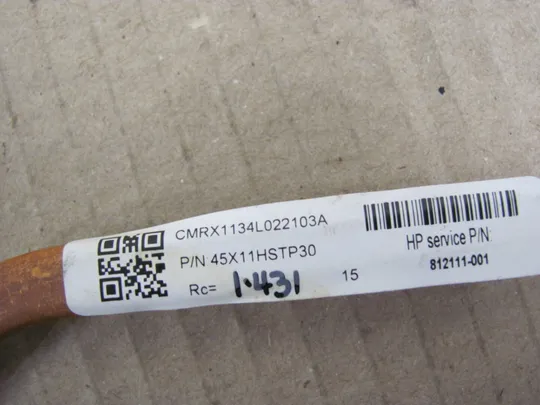 CMRX1134L022103A
P/N 45X11HSTP30
Rc= 1.431 15
HP service P/N:
812111-001